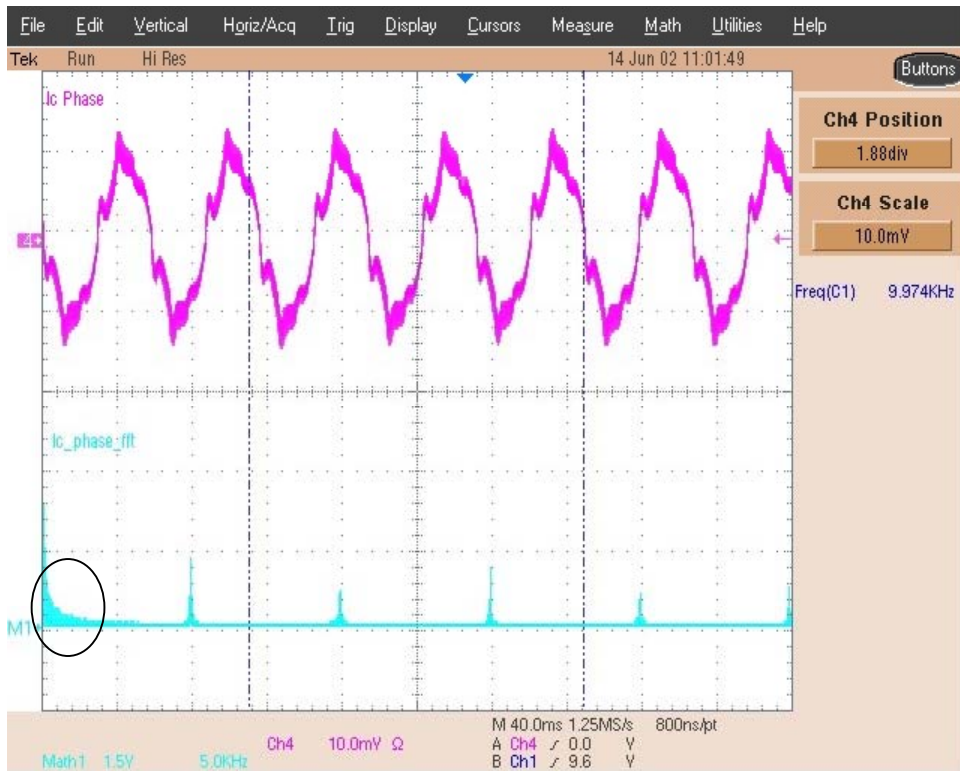 File Edit Vertical Horiz/Acq Trig Display Cursors Measure Math Utilities Help
Tek Run Hi Res 14 Jun 02 11:01:49
Buttons
Ic Phase
Ch4 Position
1.88div
Ch4 Scale
10.0mV
4
Freq(C1) 9.974KHz
Ic_phase_fft
M1
M 40.0ms 1.25MS/s 800ns/pt
Ch4 10.0mV Ω A Ch4 ∕ 0.0 V
Math1 1.5V 5.0KHz B Ch1 ∕ 9.6 V